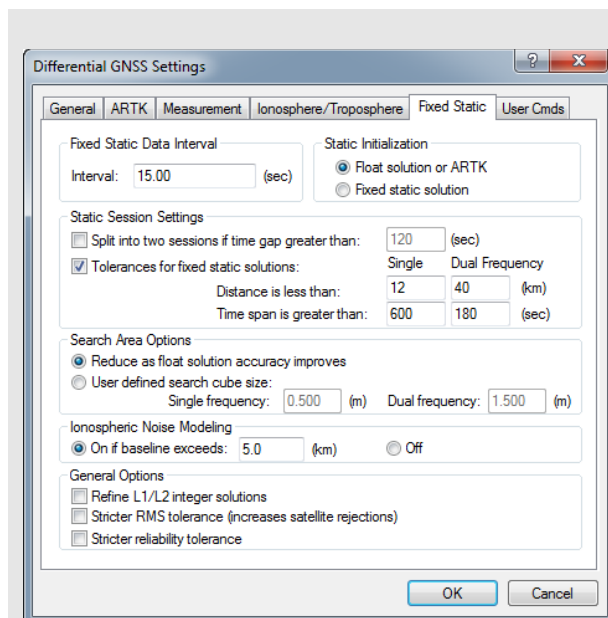 Differential GNSS Settings
?
General ARTK Measurement Ionosphere/Troposphere Fixed Static User Cmds
Fixed Static Data Interval
Interval: 15.00 (sec)
Static Initialization
Float solution or ARTK
Fixed static solution
Static Session Settings
Split into two sessions if time gap greater than: 120 (sec)
Tolerances for fixed static solutions: Single Dual Frequency
Distance is less than: 12 40 (km)
Time span is greater than: 600 180 (sec)
Search Area Options
Reduce as float solution accuracy improves
User defined search cube size:
Single frequency: 0.500 (m) Dual frequency: 1.500 (m)
Ionospheric Noise Modeling
On if baseline exceeds: 5.0 (km) Off
General Options
Refine L1/L2 integer solutions
Stricter RMS tolerance (increases satellite rejections)
Stricter reliability tolerance
OK Cancel